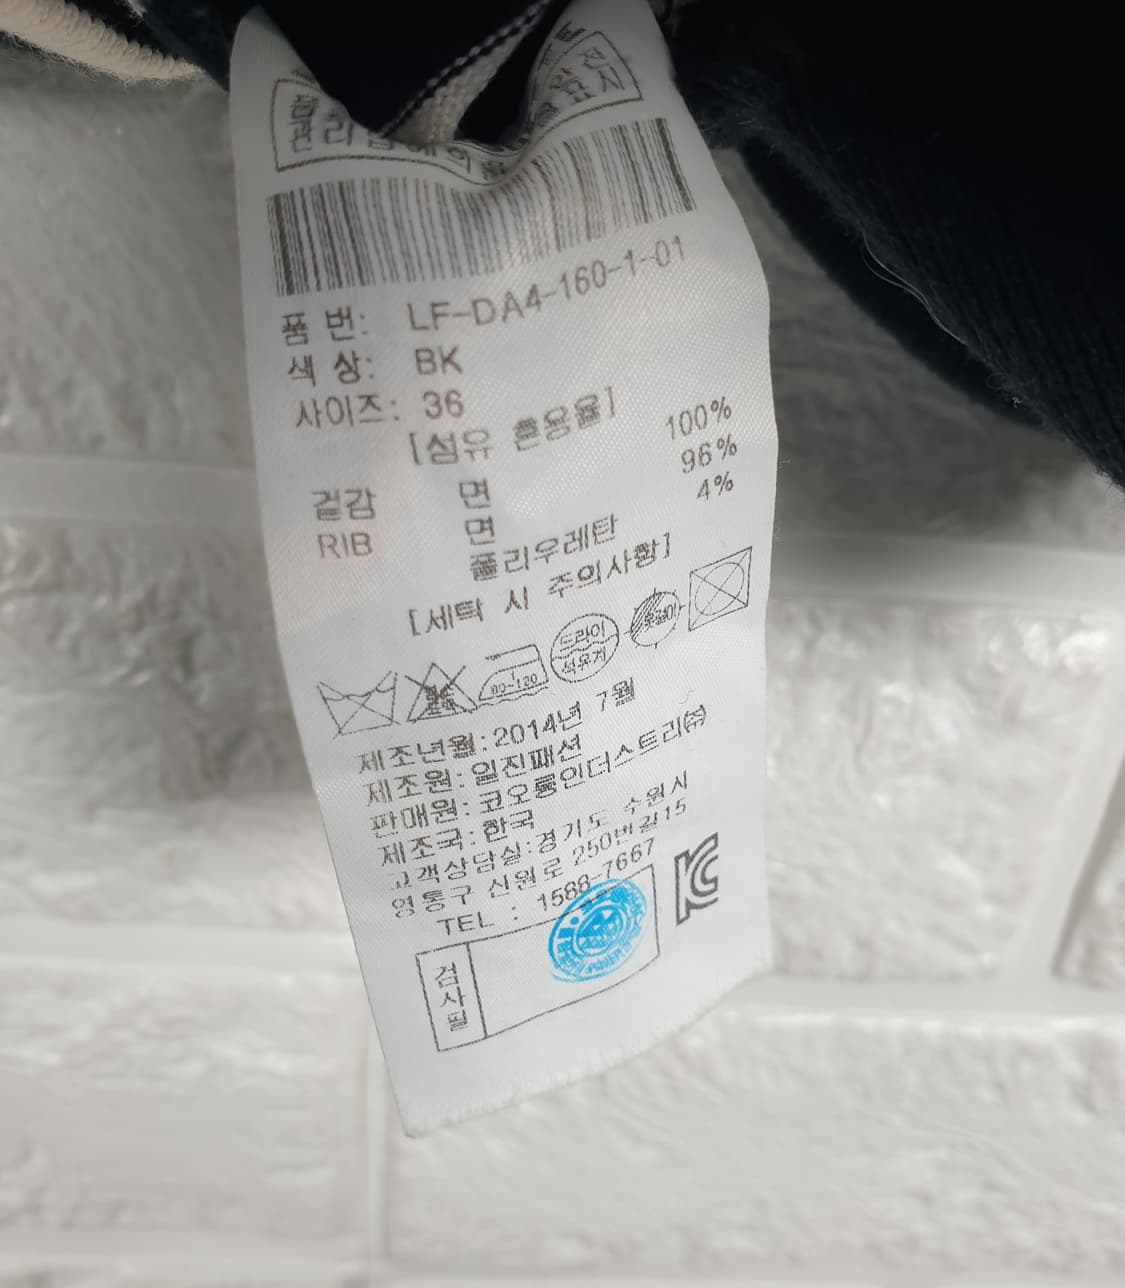 품 번: LF-DA4-160-1-01
색 상: BK
사이즈: 36
[섬유 혼용율]
겉감 면 100%
RIB 면 96%
폴리우레탄 4%
[세탁 시 주의사항]
80~120
드라이
석유계
제조년월:2014년 7월
제조원:일진패션
판매원:코오롱인더스트리㈜
제조국:한국
고객상담실:경기도 수원시
영통구 신원로 250번길15
TEL : 1588-7667
검사필